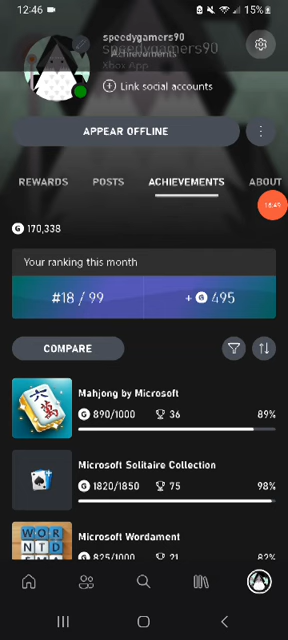 12:46
15%
speedygamers90
speedygamers90
Achievements
Xbox App
Link social accounts
APPEAR OFFLINE
REWARDS POSTS ACHIEVEMENTS ABOUT
G 170,338
Your ranking this month
#18 / 99 + G 495
COMPARE
Mahjong by Microsoft
G 890/1000 36 89%
Microsoft Solitaire Collection
G 1820/1850 75 98%
Microsoft Wordament
G 825/1000 21 82%